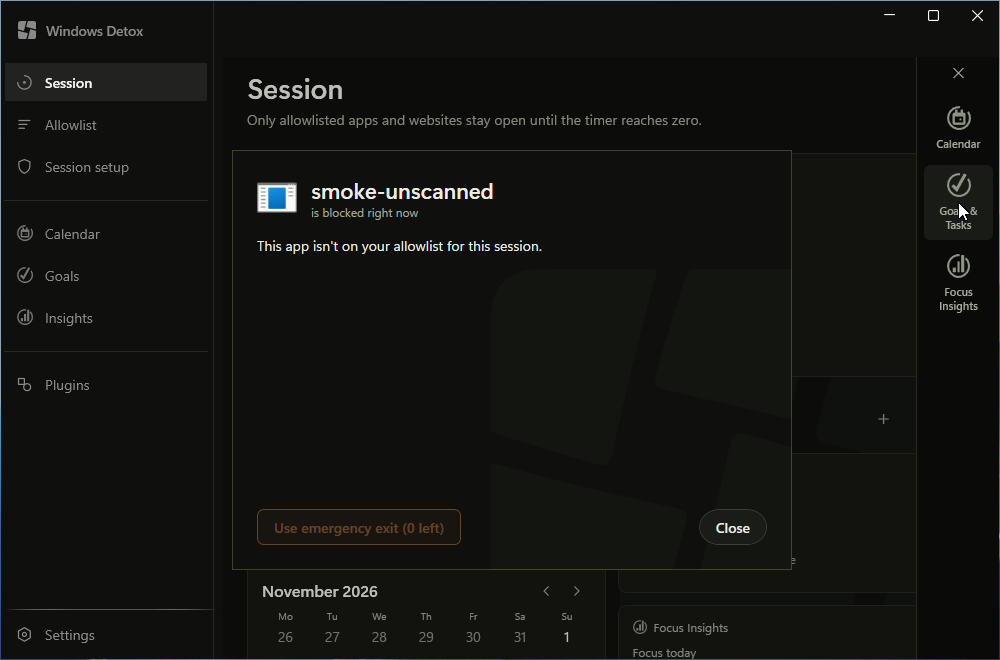 Windows Detox
Session
Allowlist
Session setup
Calendar
Goals
Insights
Plugins
Settings
Session
Only allowlisted apps and websites stay open until the timer reaches zero.
smoke-unscanned
is blocked right now
This app isn't on your allowlist for this session.
Use emergency exit (0 left)
Close
November 2026
Mo Tu We Th Fr Sa Su
26 27 28 29 30 31 1
Focus Insights
Focus today
Calendar
Goals &
Tasks
Focus
Insights